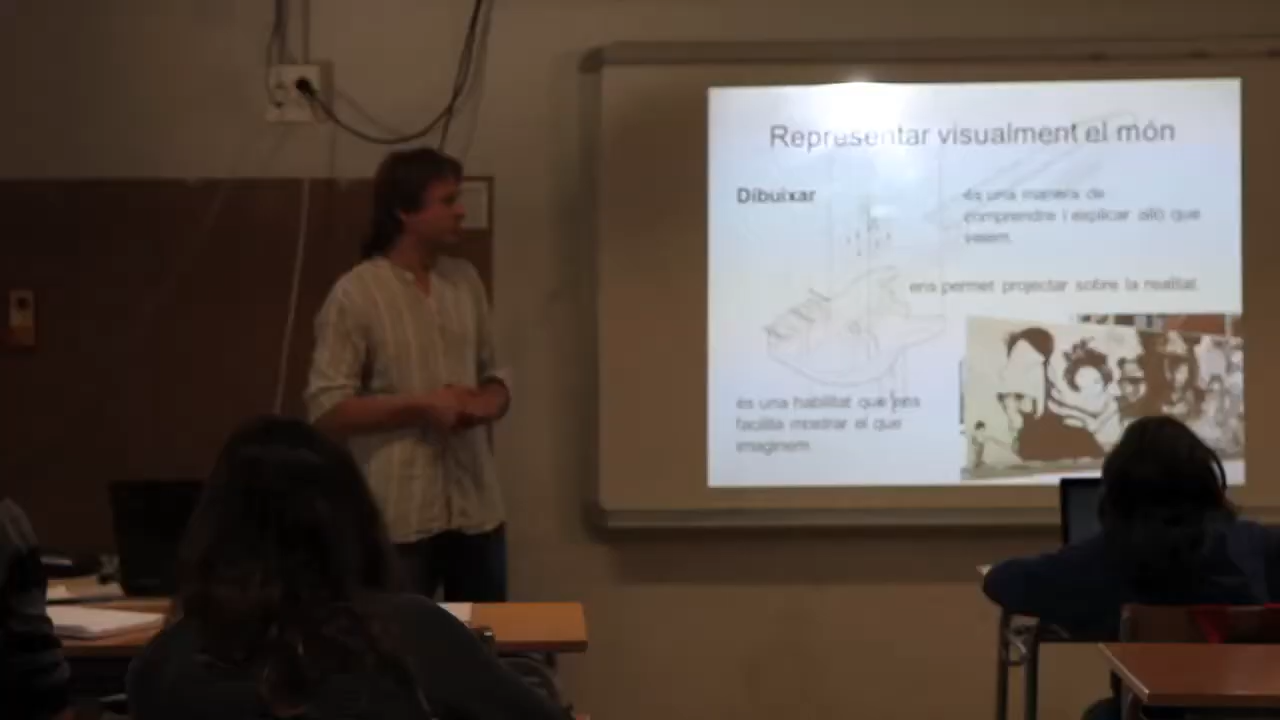 Representar visualment el món
Dibuixar
és una manera de
comprendre i explicar allò que
veiem.
ens permet projectar sobre la realitat
és una habilitat que ens
facilita mostrar el que
imaginem